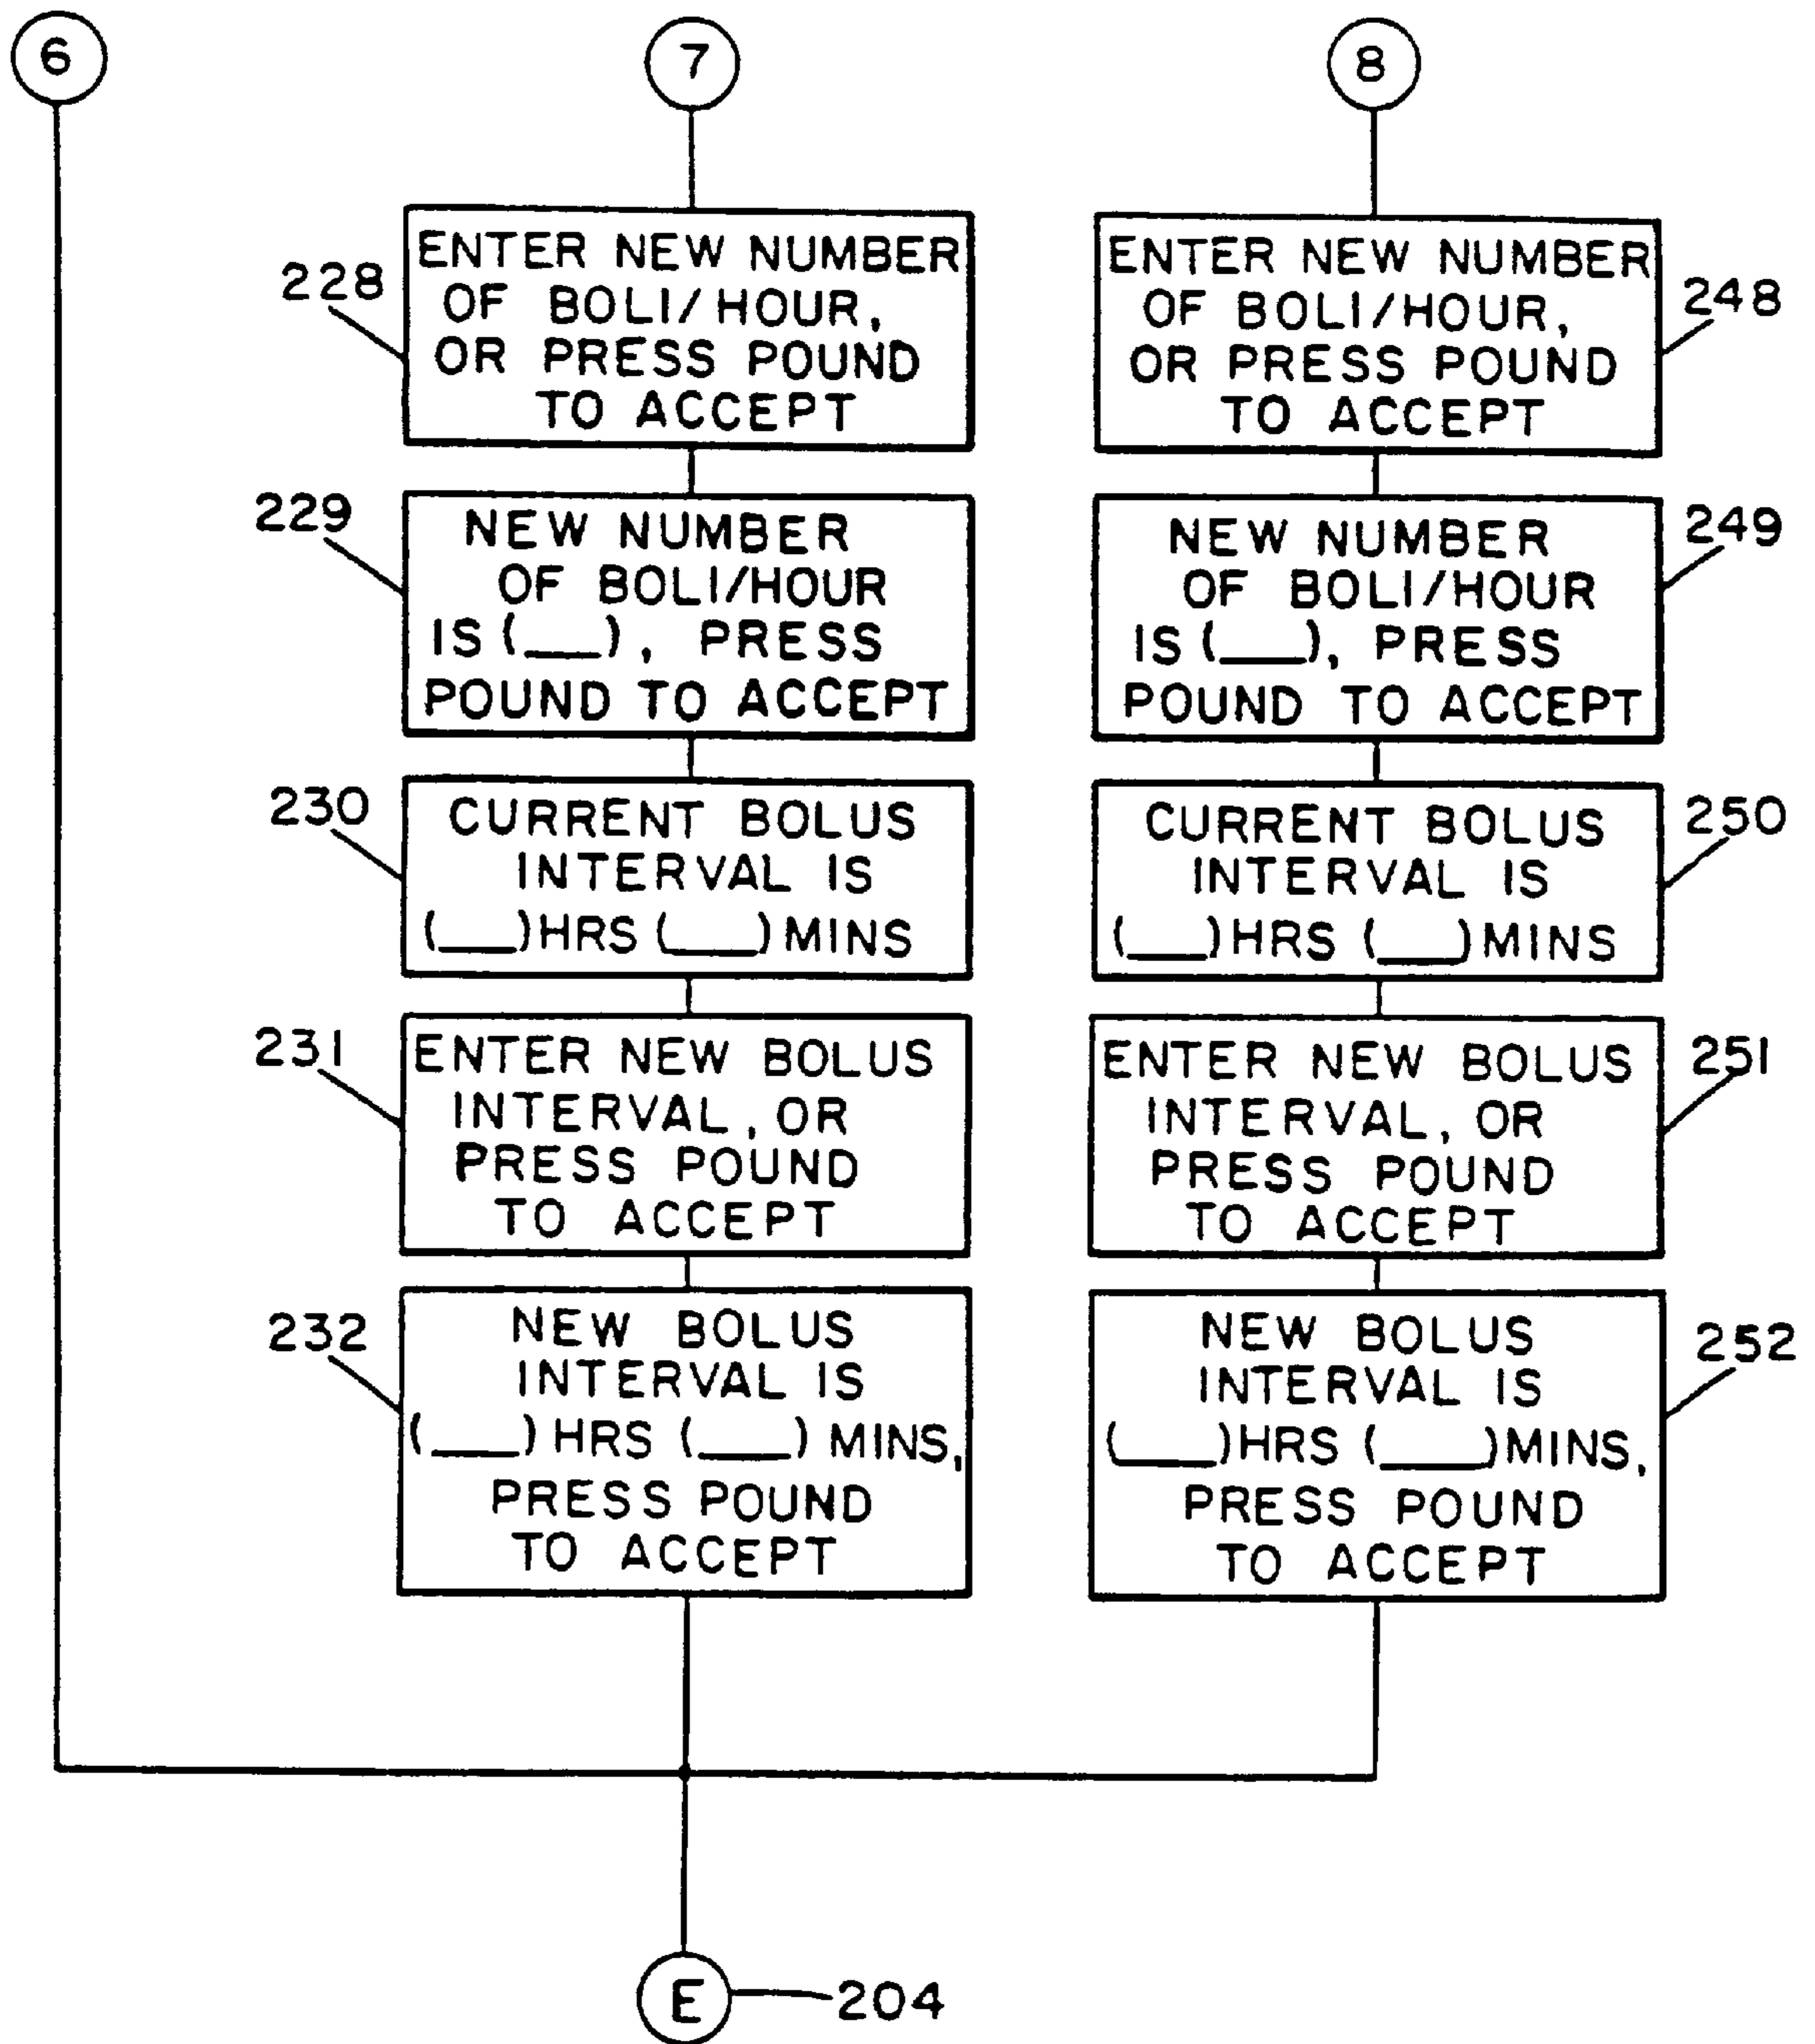 6
7
8
228
ENTER NEW NUMBER
OF BOLI/HOUR,
OR PRESS POUND
TO ACCEPT
229
NEW NUMBER
OF BOLI/HOUR
IS (___), PRESS
POUND TO ACCEPT
230
CURRENT BOLUS
INTERVAL IS
(___) HRS (___) MINS
231
ENTER NEW BOLUS
INTERVAL, OR
PRESS POUND
TO ACCEPT
232
NEW BOLUS
INTERVAL IS
(___) HRS (___) MINS,
PRESS POUND
TO ACCEPT
ENTER NEW NUMBER
OF BOLI/HOUR,
OR PRESS POUND
TO ACCEPT
248
NEW NUMBER
OF BOLI/HOUR
IS (___), PRESS
POUND TO ACCEPT
249
CURRENT BOLUS
INTERVAL IS
(___) HRS (___) MINS
250
ENTER NEW BOLUS
INTERVAL, OR
PRESS POUND
TO ACCEPT
251
NEW BOLUS
INTERVAL IS
(___) HRS (___) MINS,
PRESS POUND
TO ACCEPT
252
E
204